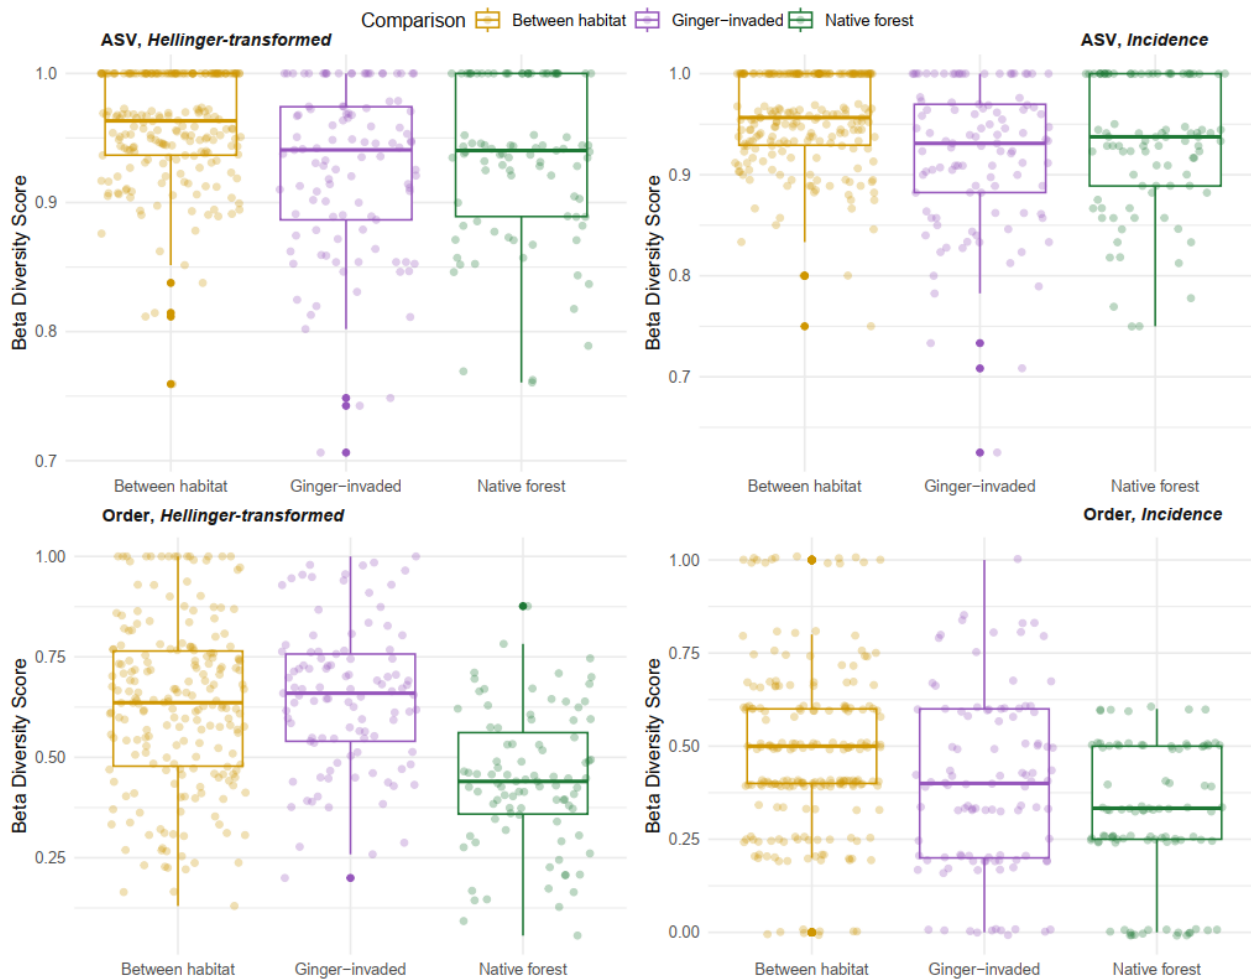 Comparison Between habitat Ginger−invaded Native forest
ASV, Hellinger-transformed
Beta Diversity Score
1.0
0.9
0.8
0.7
Between habitat Ginger−invaded Native forest
ASV, Incidence
Beta Diversity Score
1.0
0.9
0.8
0.7
Between habitat Ginger−invaded Native forest
Order, Hellinger-transformed
Beta Diversity Score
1.00
0.75
0.50
0.25
Between habitat Ginger−invaded Native forest
Order, Incidence
Beta Diversity Score
1.00
0.75
0.50
0.25
0.00
Between habitat Ginger−invaded Native forest